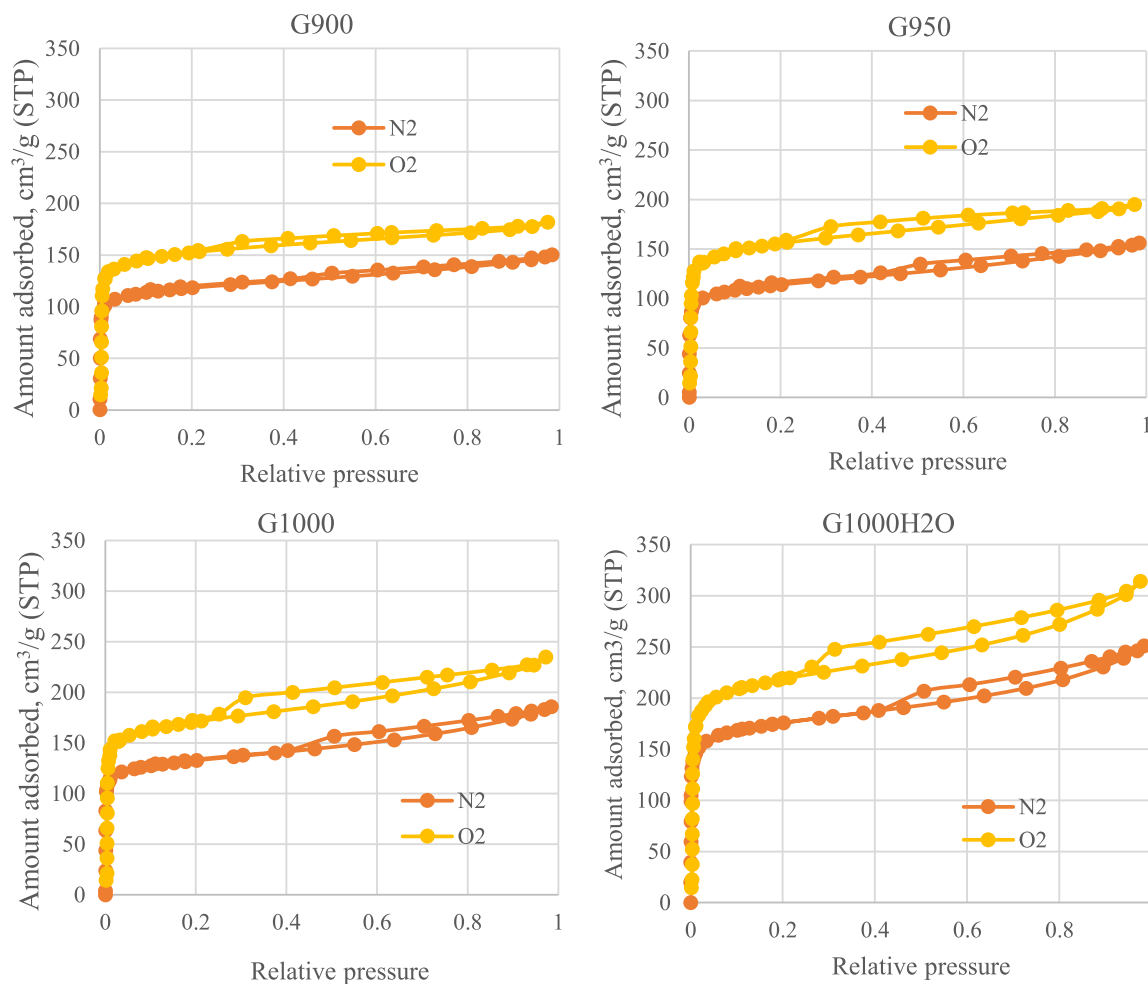 G900
Amount adsorbed, cm³/g (STP)
350
300
250
200
150
100
50
0
N2
O2
0 0.2 0.4 0.6 0.8 1
Relative pressure
G950
Amount adsorbed, cm³/g (STP)
350
300
250
200
150
100
50
0
N2
O2
0 0.2 0.4 0.6 0.8 1
Relative pressure
G1000
Amount adsorbed, cm³/g (STP)
350
300
250
200
150
100
50
0
N2
O2
0 0.2 0.4 0.6 0.8 1
Relative pressure
G1000H2O
Amount adsorbed, cm3/g (STP)
350
300
250
200
150
100
50
0
N2
O2
0 0.2 0.4 0.6 0.8
Relative pressure